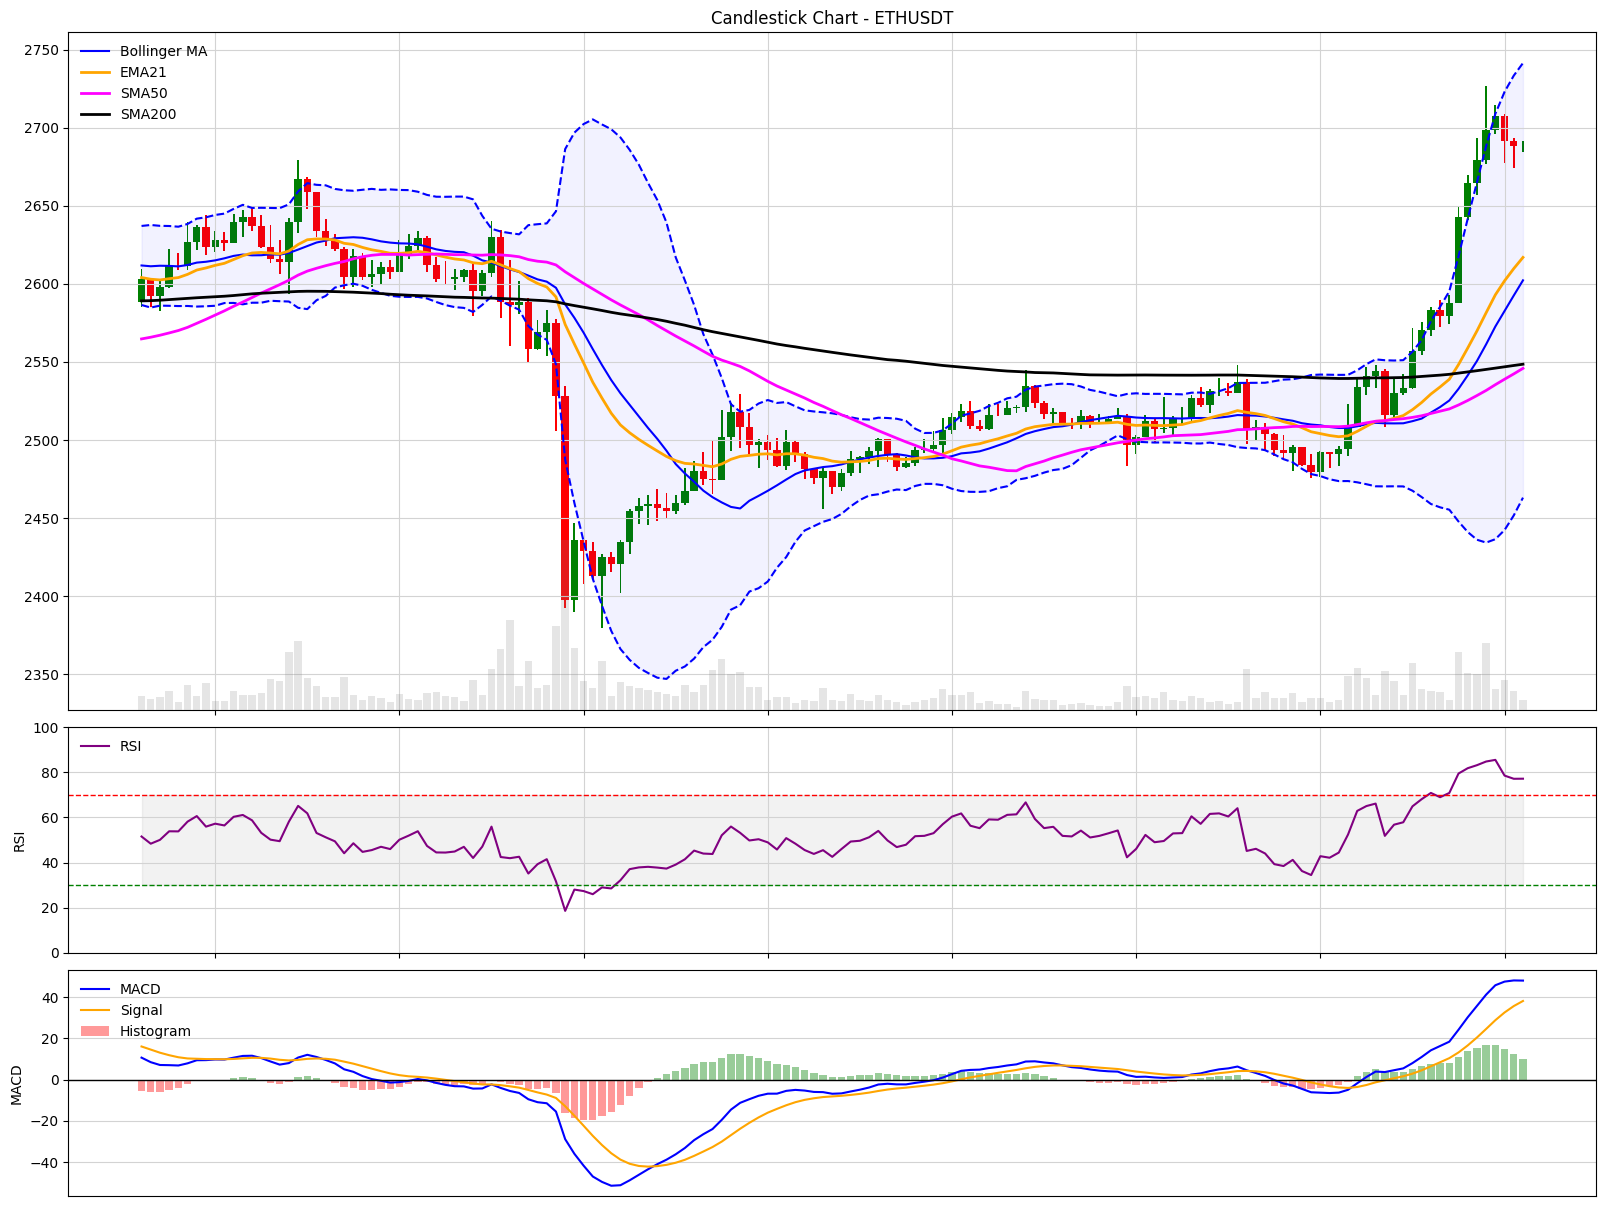 Candlestick Chart - ETHUSDT
Bollinger MA
EMA21
SMA50
SMA200
2750
2700
2650
2600
2550
2500
2450
2400
2350
RSI
100
80
60
40
20
0
RSI
MACD
Signal
Histogram
40
20
0
−20
−40
MACD